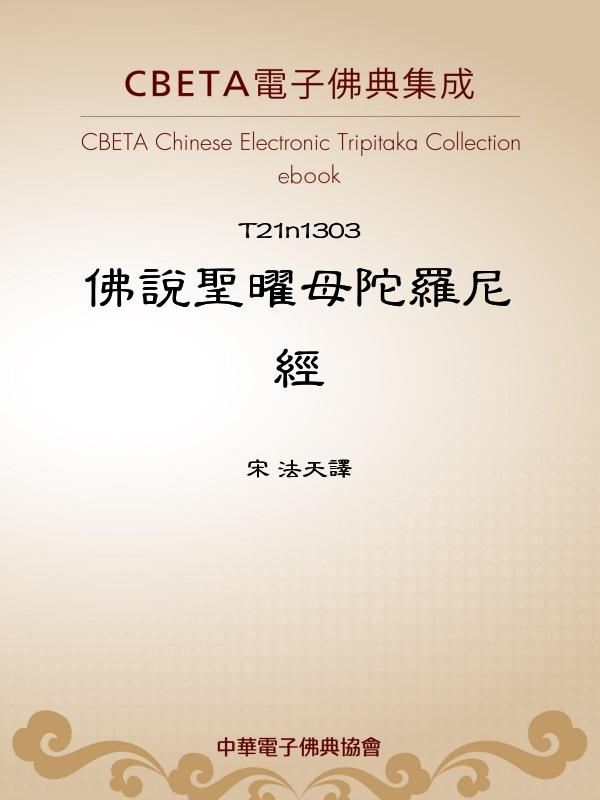 CBETA電子佛典集成
CBETA Chinese Electronic Tripitaka Collection
ebook
T21n1303
佛說聖曜母陀羅尼
經
宋 法天譯
中華電子佛典協會